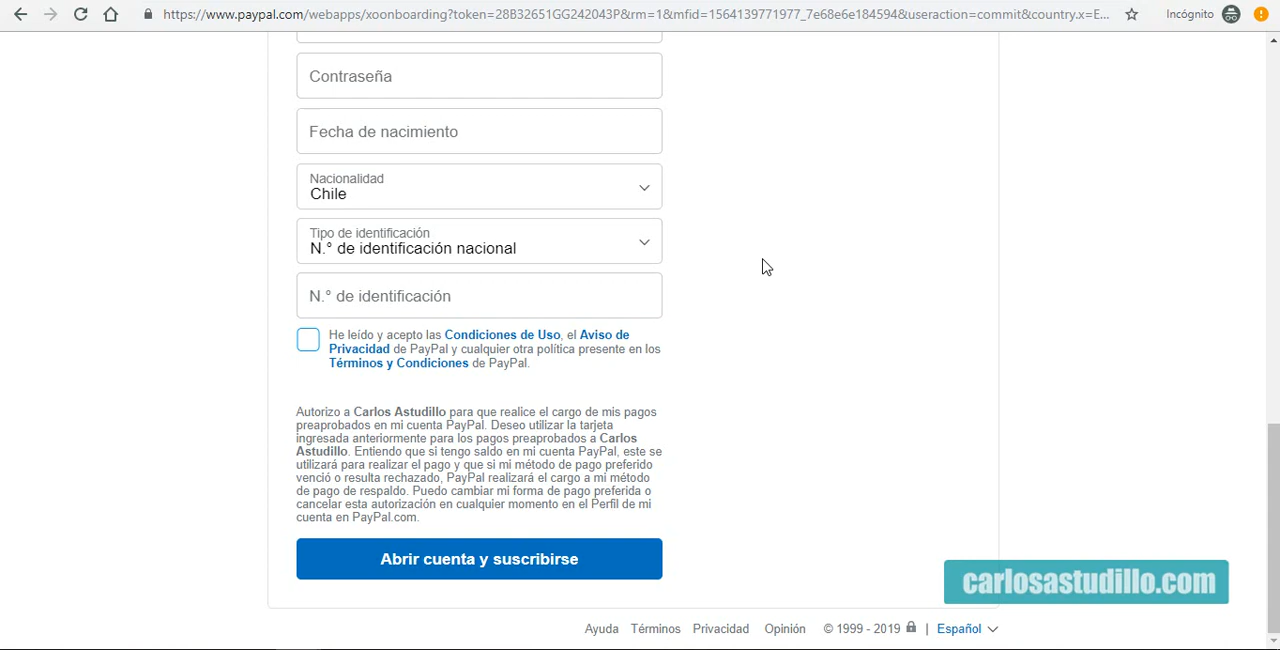 https://www.paypal.com/webapps/xoonboarding?token=28B32651GG242043P&rm=1&mfid=1564139771977_7e68e6e184594&useraction=commit&country.x=E...
Incógnito
Contraseña
Fecha de nacimiento
Nacionalidad
Chile
Tipo de identificación
N.° de identificación nacional
N.° de identificación
He leído y acepto las Condiciones de Uso, el Aviso de
Privacidad de PayPal y cualquier otra política presente en los
Términos y Condiciones de PayPal.
Autorizo a Carlos Astudillo para que realice el cargo de mis pagos
preaprobados en mi cuenta PayPal. Deseo utilizar la tarjeta
ingresada anteriormente para los pagos preaprobados a Carlos
Astudillo. Entiendo que si tengo saldo en mi cuenta PayPal, este se
utilizará para realizar el pago y que si mi método de pago preferido
venció o resulta rechazado, PayPal realizará el cargo a mi método
de pago de respaldo. Puedo cambiar mi forma de pago preferida o
cancelar esta autorización en cualquier momento en el Perfil de mi
cuenta en PayPal.com.
Abrir cuenta y suscribirse
carlosastudillo.com
Ayuda Términos Privacidad Opinión © 1999 - 2019 | Español